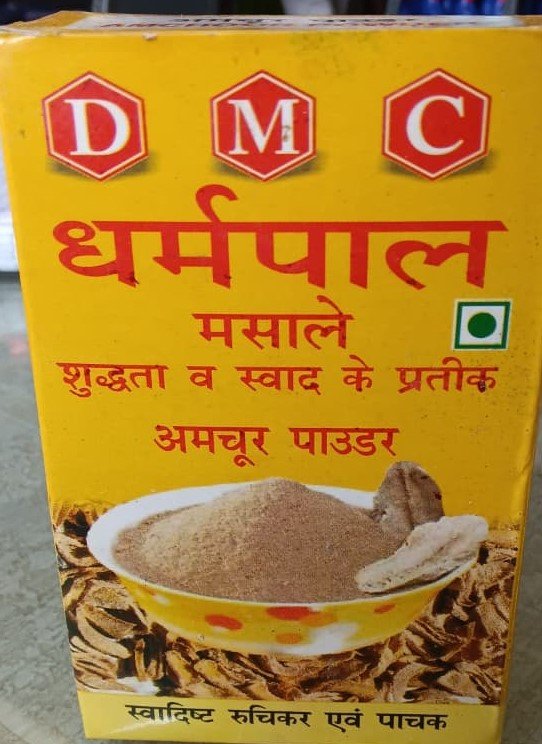 D M C
धर्मपाल
मसाले
शुद्धता व स्वाद के प्रतीक
अमचूर पाउडर
स्वादिष्ट रुचिकर एवं पाचक